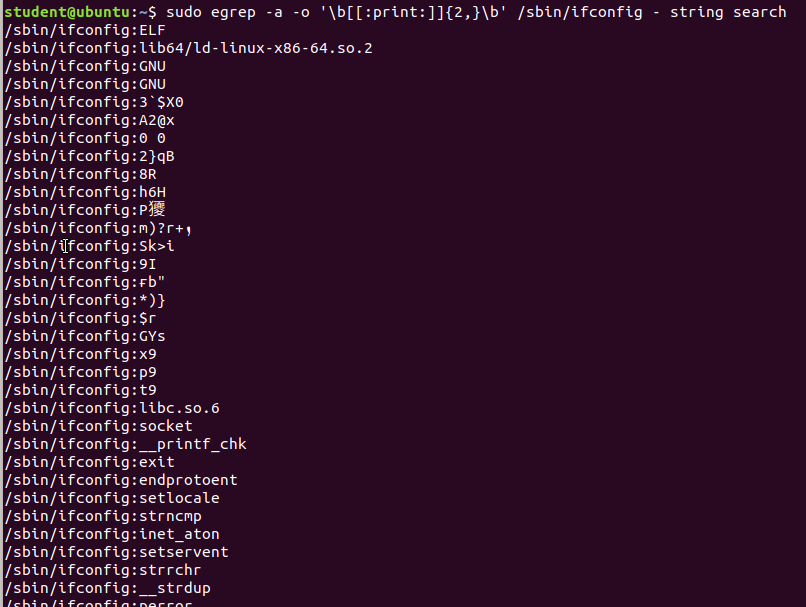 student@ubuntu:~$ sudo egrep -a -o '\b[[:print:]]{2,}\b' /sbin/ifconfig - string search
/sbin/ifconfig:ELF
/sbin/ifconfig:lib64/ld-linux-x86-64.so.2
/sbin/ifconfig:GNU
/sbin/ifconfig:GNU
/sbin/ifconfig:3`$X0
/sbin/ifconfig:A2@x
/sbin/ifconfig:0 0
/sbin/ifconfig:2}qB
/sbin/ifconfig:8R
/sbin/ifconfig:h6H
/sbin/ifconfig:
/sbin/ifconfig:
/sbin/ifconfig:Sk>i
/sbin/ifconfig:9I
/sbin/ifconfig:
/sbin/ifconfig:*)}
/sbin/ifconfig:$r
/sbin/ifconfig:GYs
/sbin/ifconfig:x9
/sbin/ifconfig:p9
/sbin/ifconfig:t9
/sbin/ifconfig:libc.so.6
/sbin/ifconfig:socket
/sbin/ifconfig:__printf_chk
/sbin/ifconfig:exit
/sbin/ifconfig:endprotoent
/sbin/ifconfig:setlocale
/sbin/ifconfig:strncmp
/sbin/ifconfig:inet_aton
/sbin/ifconfig:setservent
/sbin/ifconfig:strrchr
/sbin/ifconfig:__strdup
/sbin/ifconfig:perror